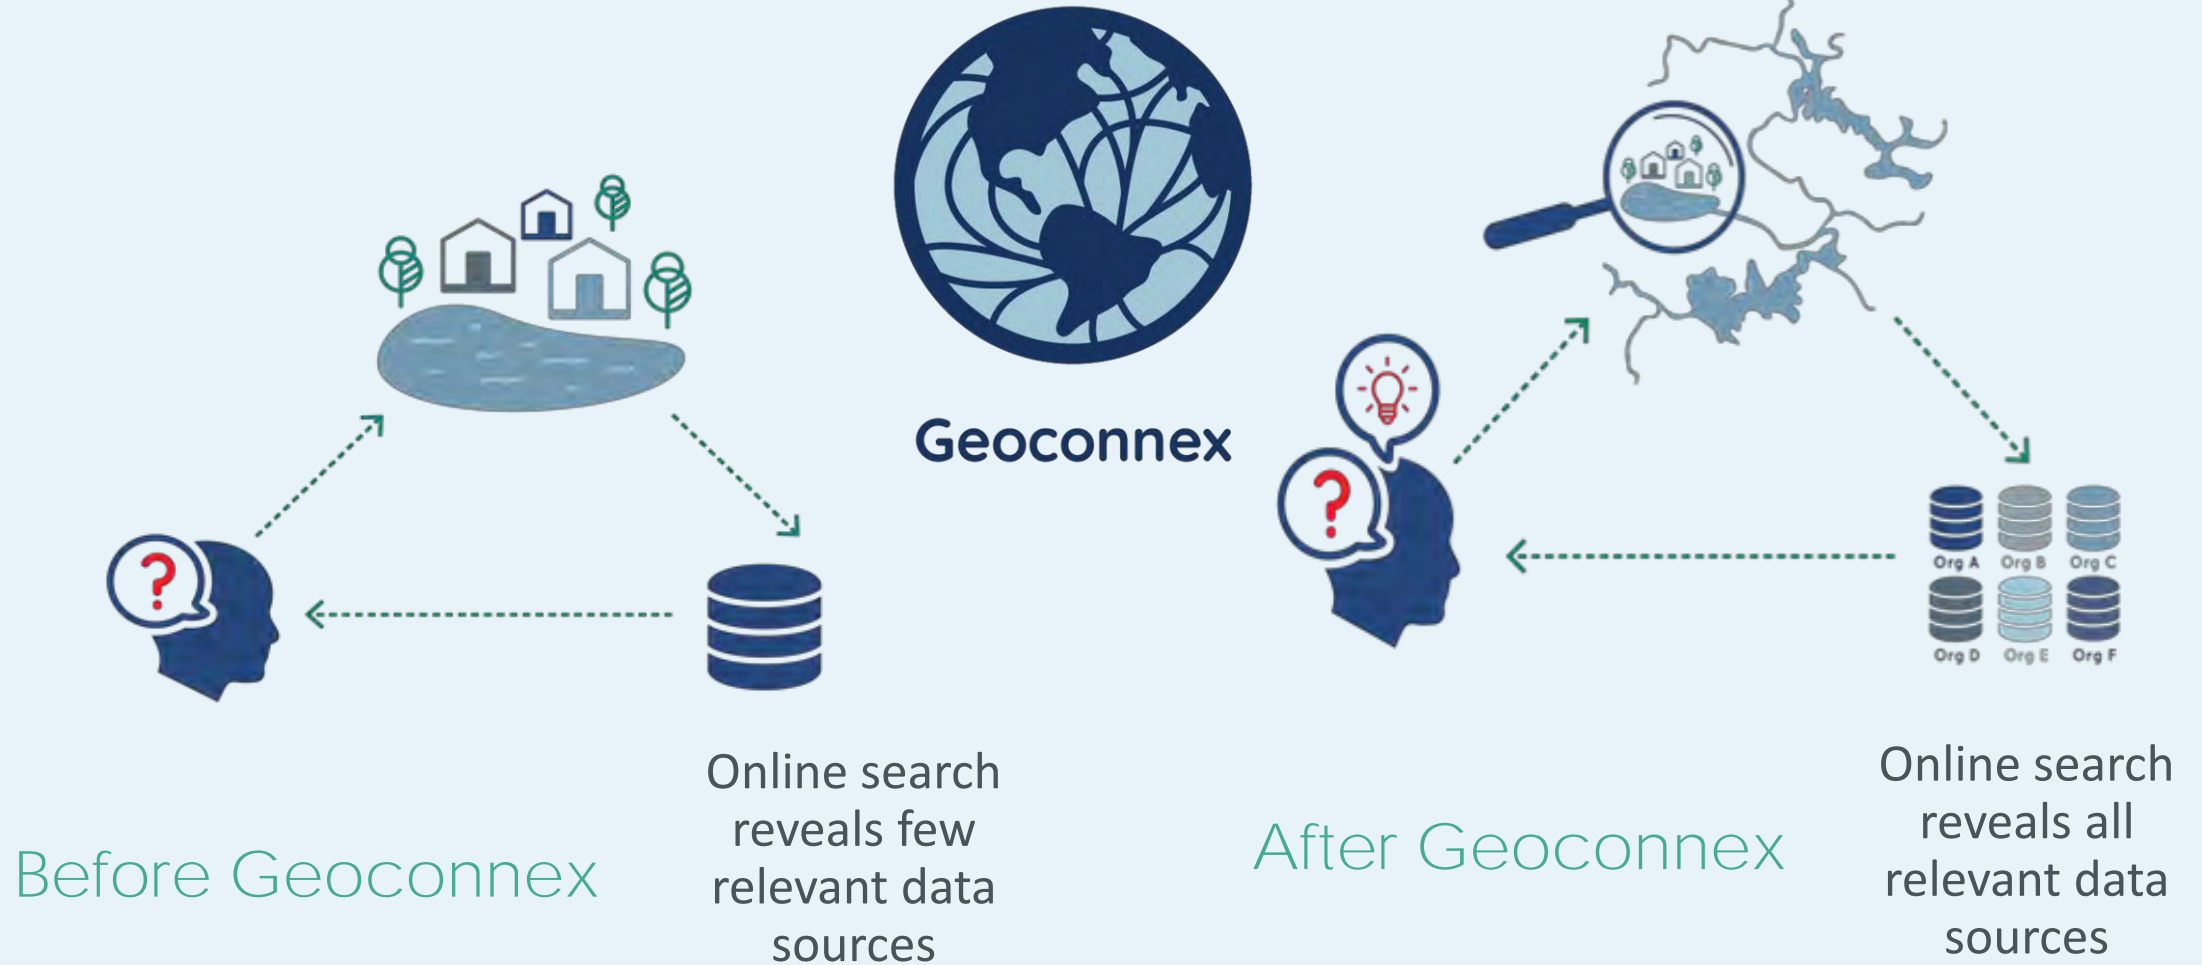 Geoconnex
Before Geoconnex
Online search
reveals few
relevant data
sources
Org A Org B Org C
Org D Org E Org F
After Geoconnex
Online search
reveals all
relevant data
sources
?
?